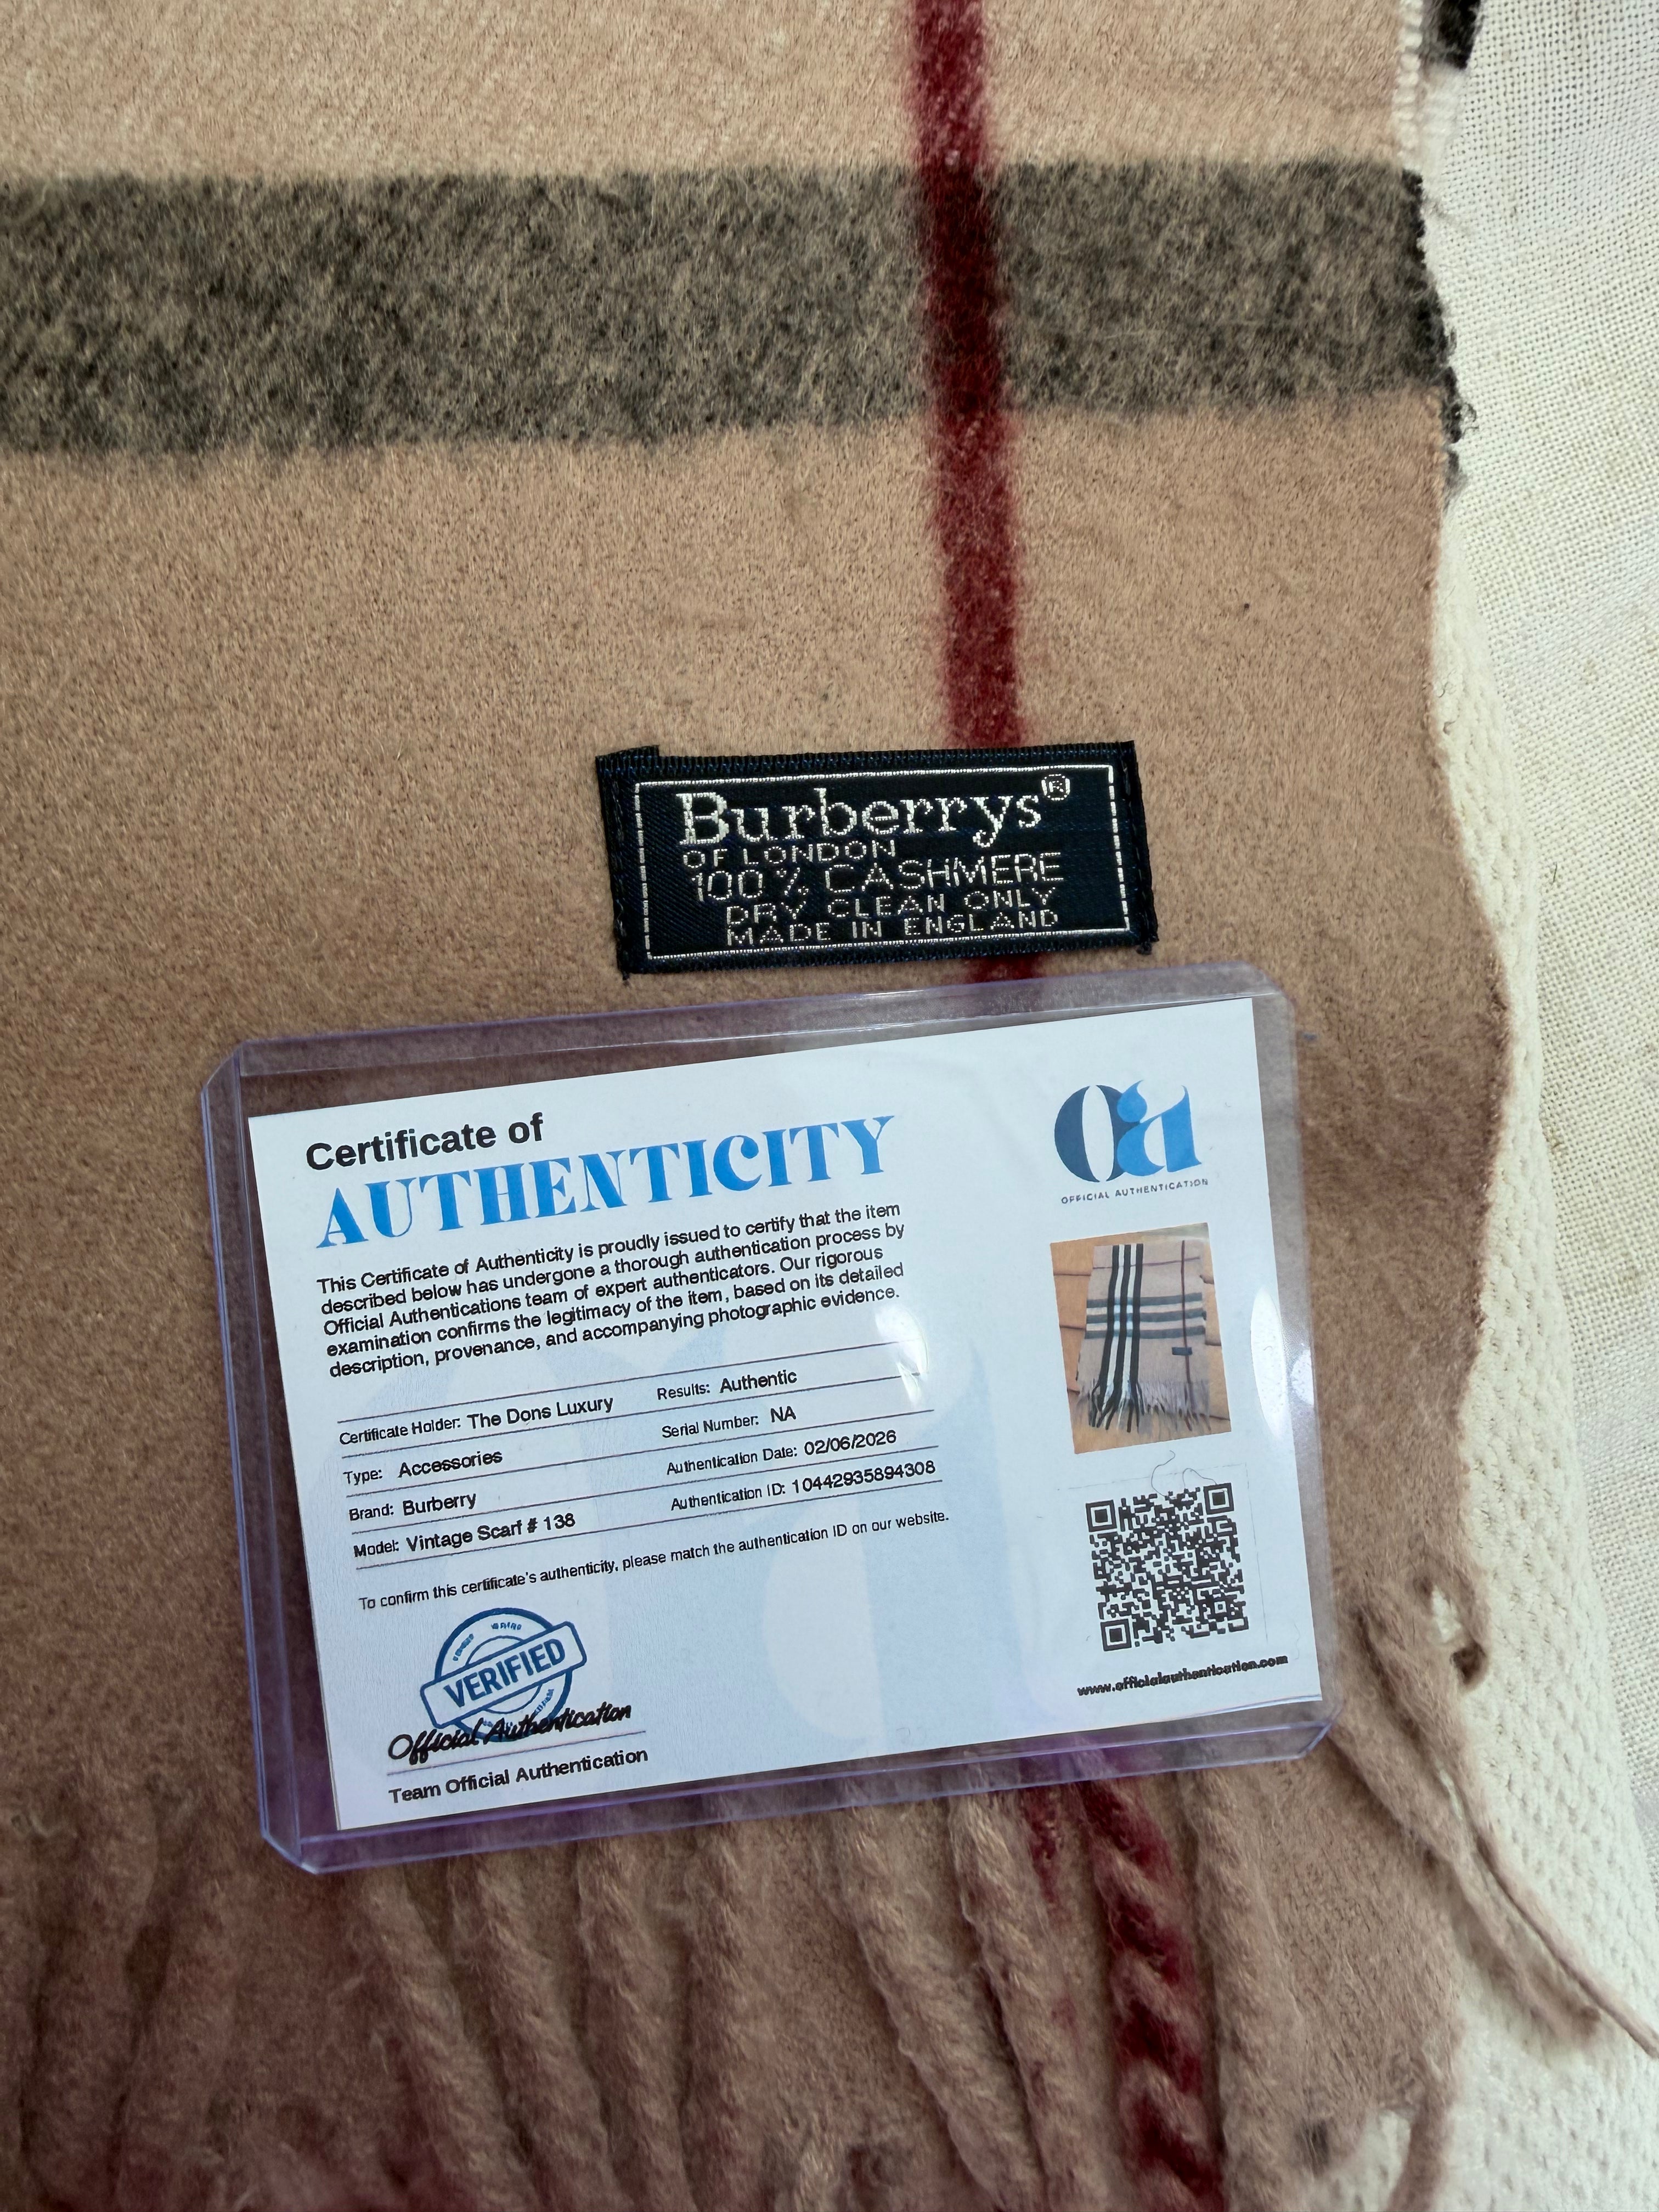 Burberrys®
OF LONDON
100% CASHMERE
DRY CLEAN ONLY
MADE IN ENGLAND
Certificate of
AUTHENTICITY
This Certificate of Authenticity is proudly issued to certify that the item
described below has undergone a thorough authentication process by
Official Authentications team of expert authenticators. Our rigorous
examination confirms the legitimacy of the item, based on its detailed
description, provenance, and accompanying photographic evidence.
Certificate Holder: The Dons Luxury
Type: Accessories
Brand: Burberry
Model: Vintage Scarf # 138
Results: Authentic
Serial Number: NA
Authentication Date: 02/06/2026
Authentication ID: 10442935894308
To confirm this certificate's authenticity, please match the authentication ID on our website.
VERIFIED
Official Authentication
Team Official Authentication
oa
OFFICIAL AUTHENTICATION
www.officialauthentication.com